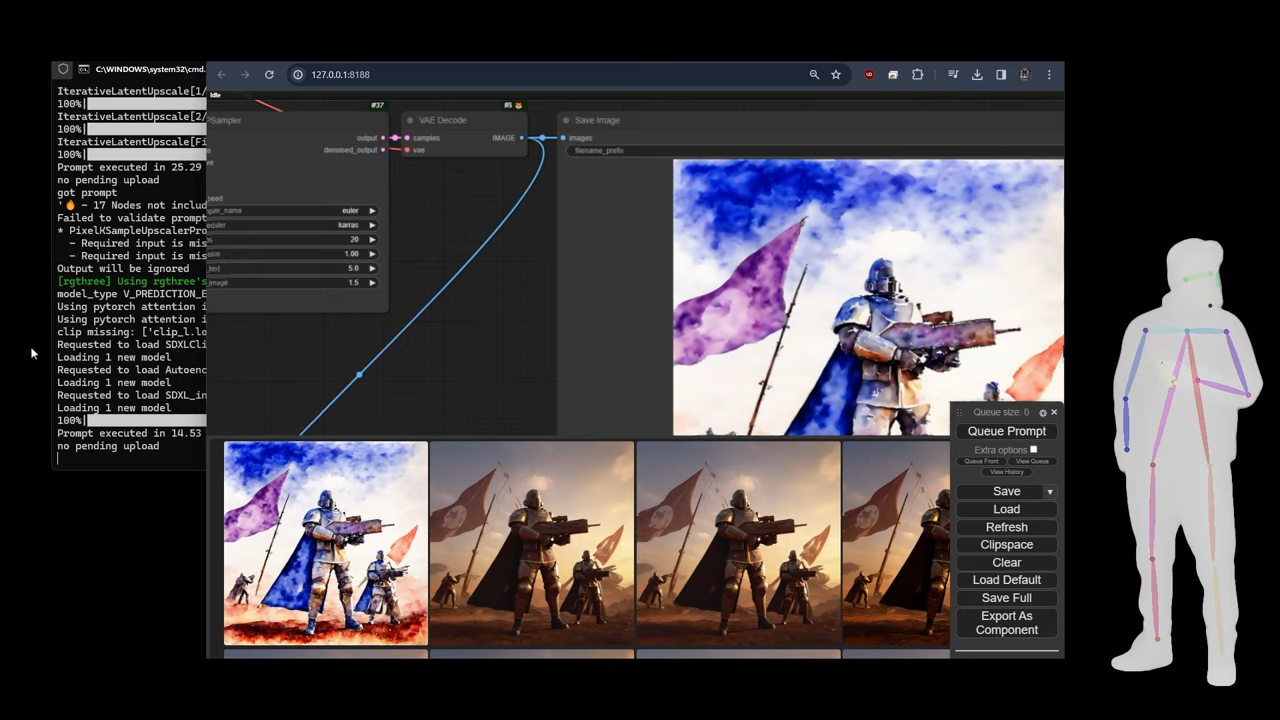 C:\WINDOWS\system32\cmd.
IterativeLatentUpscale[1/
100%|
IterativeLatentUpscale[2/
100%|
IterativeLatentUpscale[Fi
100%|
Prompt executed in 25.29
no pending upload
got prompt
'🔥 - 17 Nodes not includ
Failed to validate prompt
* PixelKSampleUpscalerPro
- Required input is mis
- Required input is mis
Output will be ignored
[rgthree] Using rgthree's
model_type V_PREDICTION_E
Using pytorch attention i
Using pytorch attention i
clip missing: ['clip_l.lo
Requested to load SDXLCli
Loading 1 new model
Requested to load Autoenc
Loading 1 new model
Requested to load SDXL_in
Loading 1 new model
100%|
Prompt executed in 14.53
no pending upload
127.0.0.1:8188
Idle
#37
#5
Sampler
VAE Decode
Save Image
output
samples
IMAGE
images
denoised_output
vae
filename_prefix
seed
euler
karras
20
1.00
text
5.0
image
1.5
Queue size: 0
Queue Prompt
Extra options
Queue Front
View Queue
View History
Save
Load
Refresh
Clipspace
Clear
Load Default
Save Full
Export As
Component